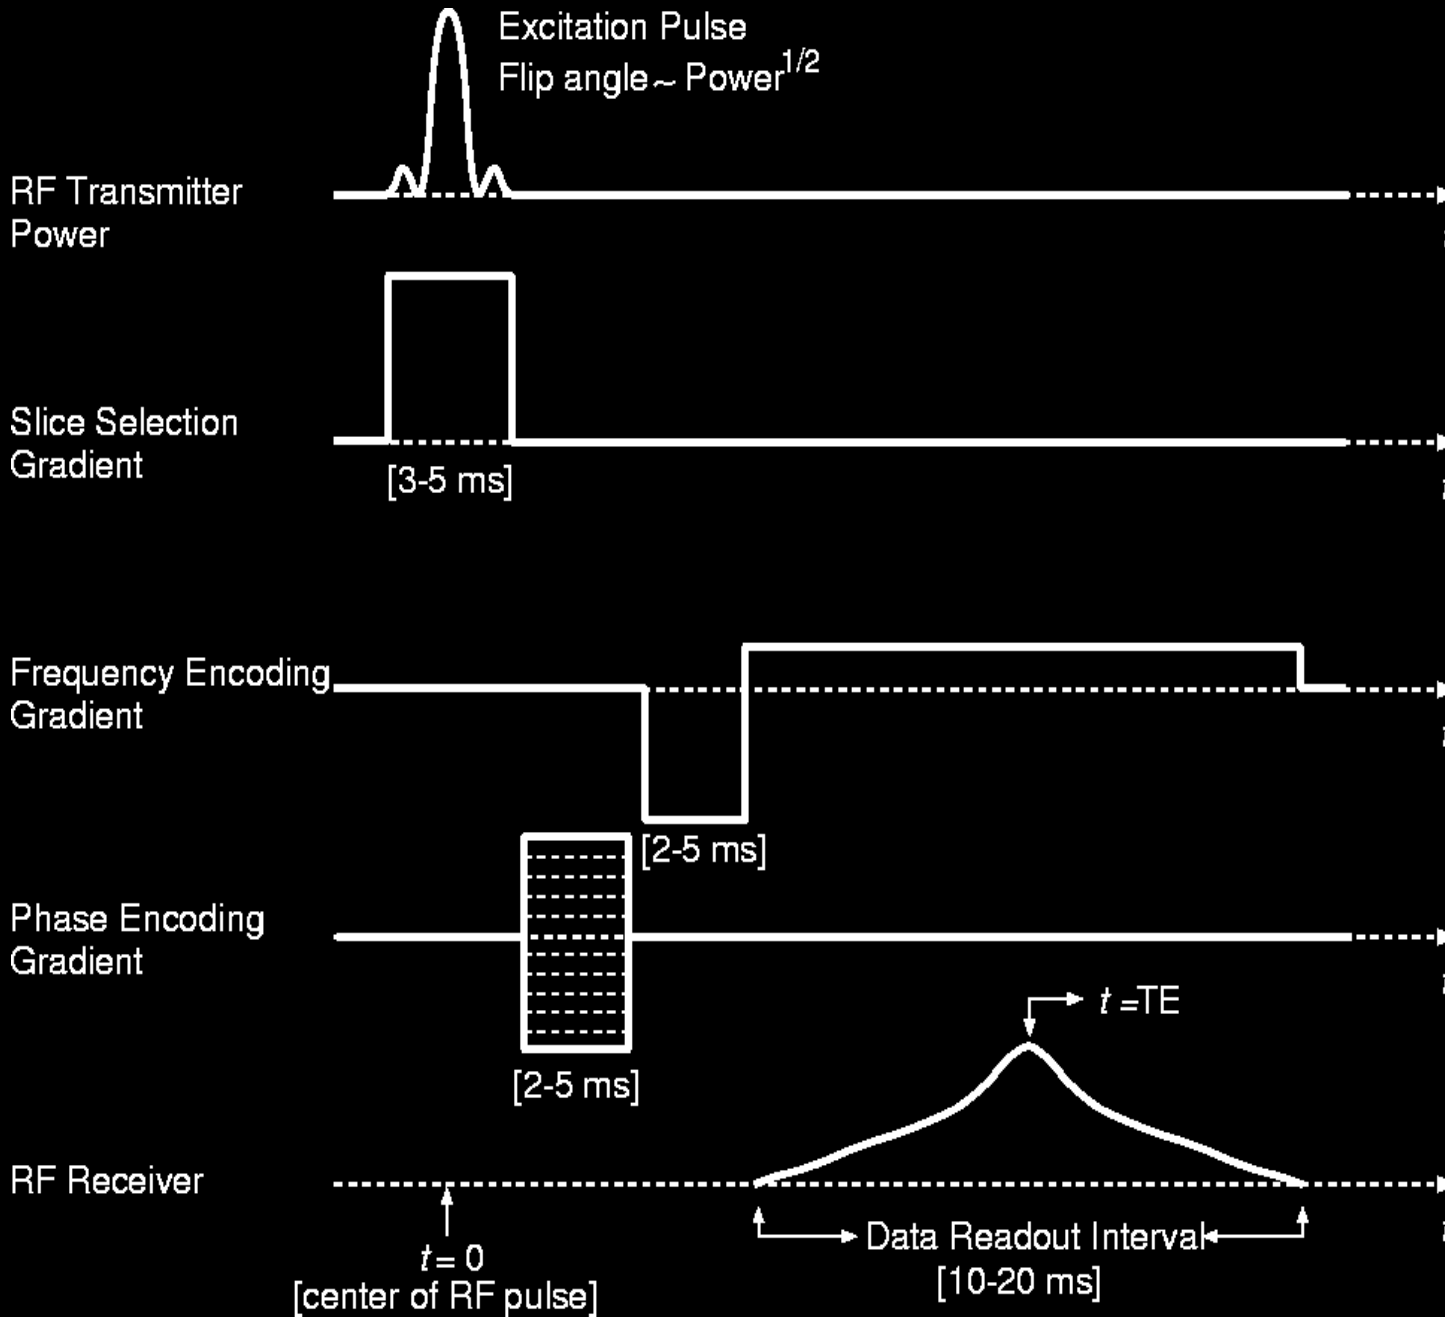 Excitation Pulse
Flip angle ~ Power1/2
RF Transmitter
Power
Slice Selection
Gradient
[3-5 ms]
Frequency Encoding
Gradient
[2-5 ms]
Phase Encoding
Gradient
t =TE
[2-5 ms]
RF Receiver
Data Readout Interval
t = 0
[10-20 ms]
[center of RF pulse]